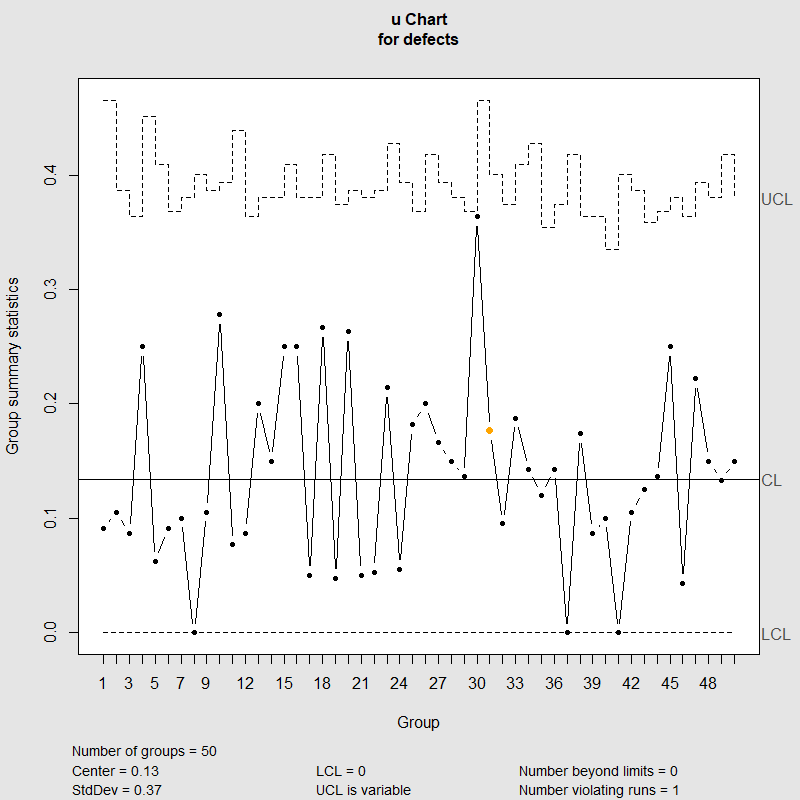 u Chart
for defects
Group summary statistics
0.0 0.1 0.2 0.3 0.4
UCL
CL
LCL
1 3 5 7 9 12 15 18 21 24 27 30 33 36 39 42 45 48
Group
Number of groups = 50
Center = 0.13 LCL = 0 Number beyond limits = 0
StdDev = 0.37 UCL is variable Number violating runs = 1